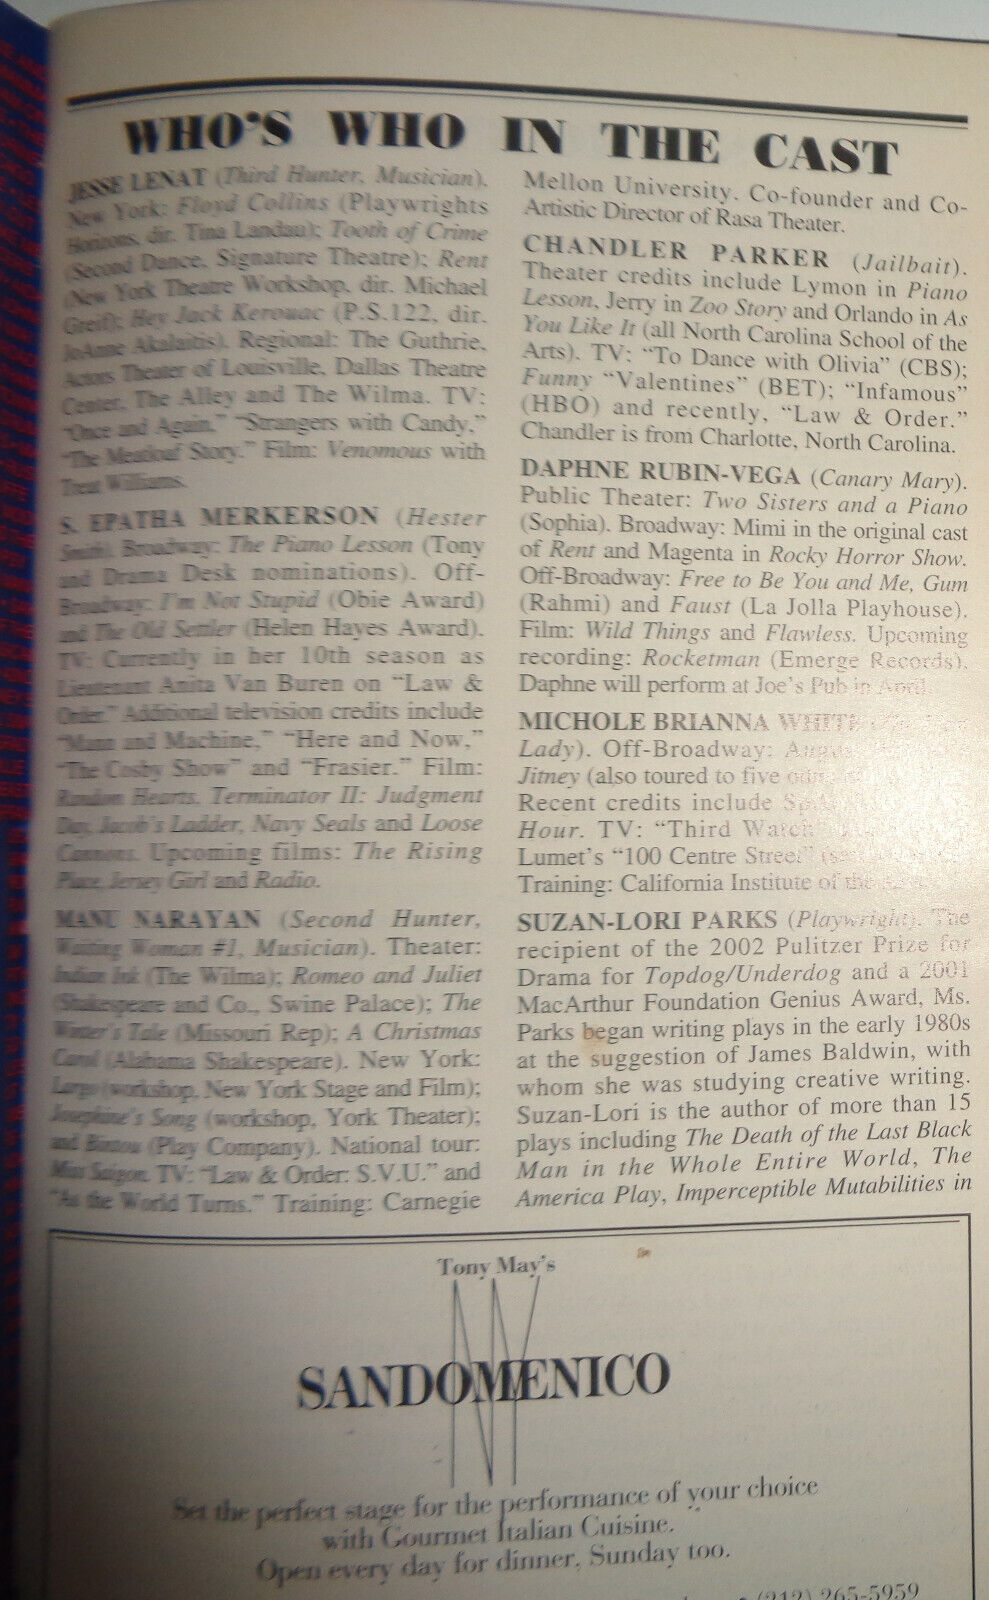 WHO'S WHO IN THE CAST
JESSE LENAT (Third Hunter, Musician).
New York: Floyd Collins (Playwrights
Horizons, dir. Tina Landau); Tooth of Crime
(Second Dance, Signature Theatre); Rent
(New York Theatre Workshop, dir. Michael
Greif); Hey Jack Kerouac (P.S.122, dir.
JoAnne Akalaitis). Regional: The Guthrie,
Actors Theater of Louisville, Dallas Theatre
Center, The Alley and The Wilma. TV:
"Once and Again," "Strangers with Candy,"
"The Meatloaf Story." Film: Venomous with
Treat Williams.
S. EPATHA MERKERSON (Hester
Smith). Broadway: The Piano Lesson (Tony
and Drama Desk nominations). Off-
Broadway: I'm Not Stupid (Obie Award)
and The Old Settler (Helen Hayes Award).
TV: Currently in her 10th season as
Lieutenant Anita Van Buren on "Law &
Order." Additional television credits include
"Mann and Machine," "Here and Now,"
"The Cosby Show" and "Frasier." Film:
Random Hearts, Terminator II: Judgment
Day, Jacob's Ladder, Navy Seals and Loose
Cannons. Upcoming films: The Rising
Place, Jersey Girl and Radio.
MANU NARAYAN (Second Hunter,
Waiting Woman #1, Musician). Theater:
Indian Ink (The Wilma); Romeo and Juliet
(Shakespeare and Co., Swine Palace); The
Winter's Tale (Missouri Rep); A Christmas
Carol (Alabama Shakespeare). New York:
Largo (workshop, New York Stage and Film);
Josephine's Song (workshop, York Theater);
and Bintou (Play Company). National tour:
Miss Saigon. TV: "Law & Order: S.V.U." and
"As the World Turns." Training: Carnegie
Mellon University. Co-founder and Co-
Artistic Director of Rasa Theater.
CHANDLER PARKER (Jailbait).
Theater credits include Lymon in Piano
Lesson, Jerry in Zoo Story and Orlando in As
You Like It (all North Carolina School of the
Arts). TV: "To Dance with Olivia" (CBS);
Funny "Valentines" (BET); "Infamous"
(HBO) and recently, "Law & Order."
Chandler is from Charlotte, North Carolina.
DAPHNE RUBIN-VEGA (Canary Mary).
Public Theater: Two Sisters and a Piano
(Sophia). Broadway: Mimi in the original cast
of Rent and Magenta in Rocky Horror Show.
Off-Broadway: Free to Be You and Me, Gum
(Rahmi) and Faust (La Jolla Playhouse).
Film: Wild Things and Flawless. Upcoming
recording: Rocketman (Emerge Records).
Daphne will perform at Joe's Pub in April.
MICHOLE BRIANNA WHITE
Lady). Off-Broadway: August
Jitney (also toured to five
Recent credits include
Hour. TV: "Third Watch
Lumet's "100 Centre Street"
Training: California Institute of the
SUZAN-LORI PARKS (Playwright). The
recipient of the 2002 Pulitzer Prize for
Drama for Topdog/Underdog and a 2001
MacArthur Foundation Genius Award, Ms.
Parks began writing plays in the early 1980s
at the suggestion of James Baldwin, with
whom she was studying creative writing.
Suzan-Lori is the author of more than 15
plays including The Death of the Last Black
Man in the Whole Entire World, The
America Play, Imperceptible Mutabilities in
Tony May's
SANDOMENICO
Set the perfect stage for the performance of your choice
with Gourmet Italian Cuisine.
Open every day for dinner, Sunday too.
(212) 265-5959